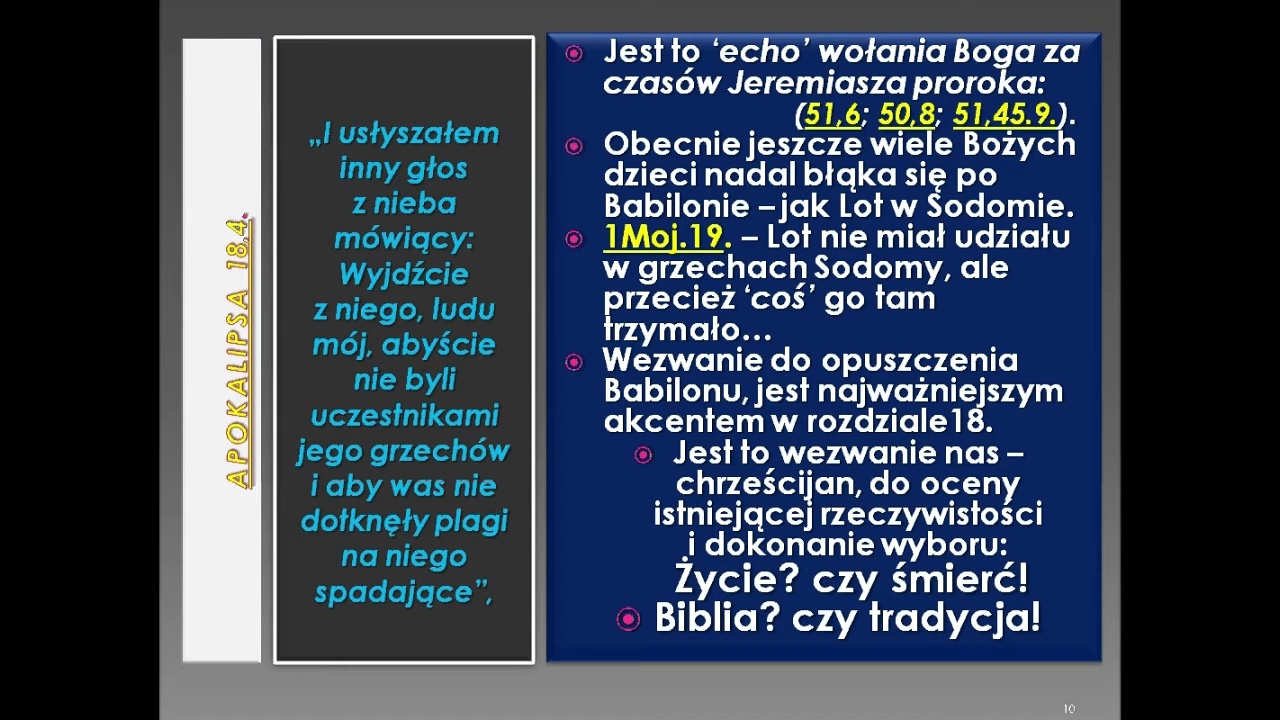 APOKALIPSA 18,4.
„I usłyszałem
inny głos
z nieba
mówiący:
Wyjdźcie
z niego, ludu
mój, abyście
nie byli
uczestnikami
jego grzechów
i aby was nie
dotknęły plagi
na niego
spadające”,
Jest to ‘echo’ wołania Boga za
czasów Jeremiasza proroka:
(51,6; 50,8; 51,45.9.).
Obecnie jeszcze wiele Bożych
dzieci nadal błąka się po
Babilonie – jak Lot w Sodomie.
1Moj.19. – Lot nie miał udziału
w grzechach Sodomy, ale
przecież ‘coś’ go tam
trzymało...
Wezwanie do opuszczenia
Babilonu, jest najważniejszym
akcentem w rozdziale18.
Jest to wezwanie nas –
chrześcijan, do oceny
istniejącej rzeczywistości
i dokonanie wyboru:
Życie? czy śmierć!
Biblia? czy tradycja!
10